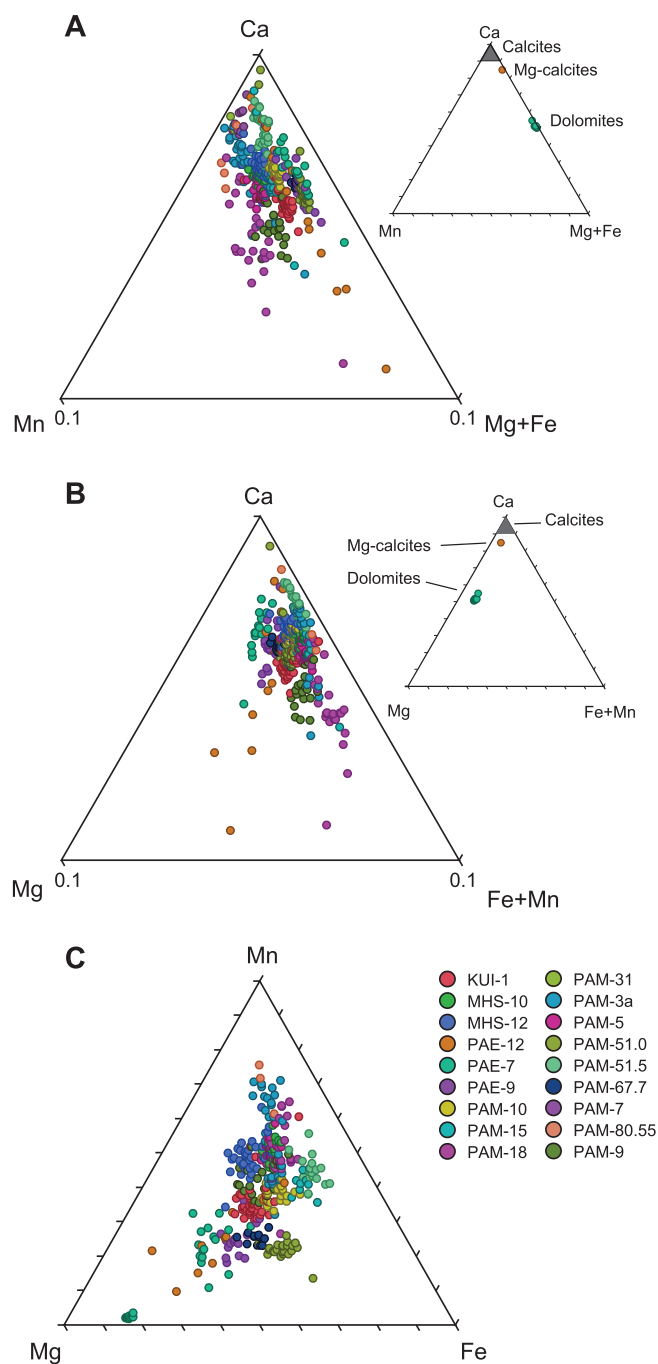 A
Ca
Mn
0.1
0.1
Mg+Fe
Ca
Calcites
Mg-calcites
Dolomites
Mn
Mg+Fe
B
Ca
Mg
0.1
0.1
Fe+Mn
Ca
Calcites
Mg-calcites
Dolomites
Mg
Fe+Mn
C
Mn
Mg
Fe
KUI-1
MHS-10
MHS-12
PAE-12
PAE-7
PAE-9
PAM-10
PAM-15
PAM-18
PAM-31
PAM-3a
PAM-5
PAM-51.0
PAM-51.5
PAM-67.7
PAM-7
PAM-80.55
PAM-9